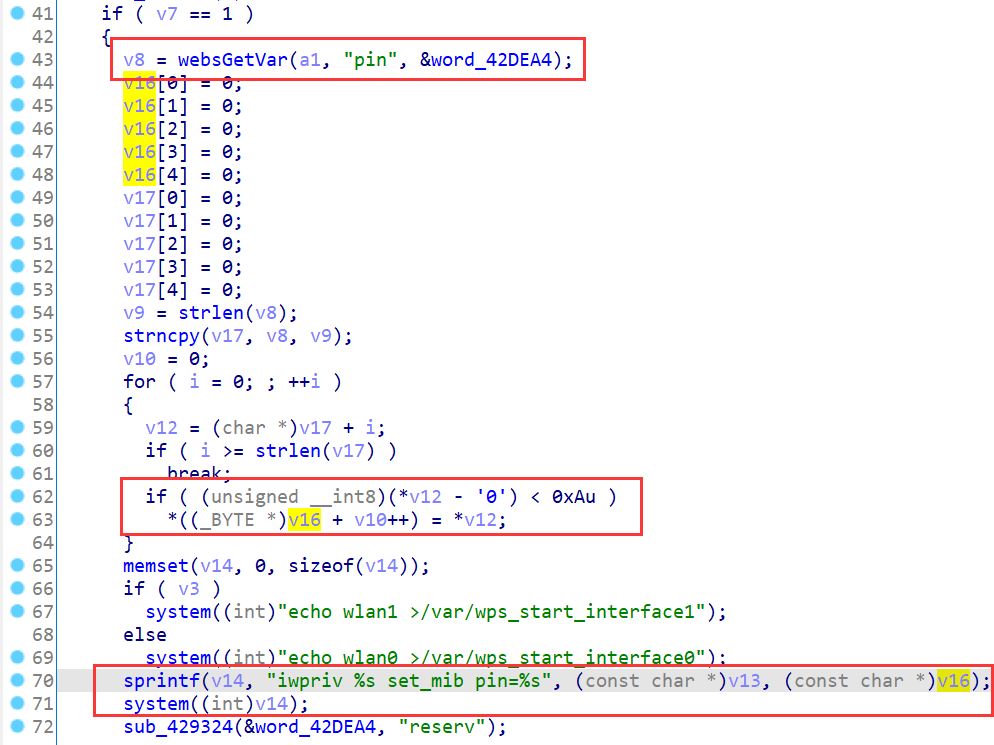 41 if ( v7 == 1 )
42 {
43 v8 = websGetVar(a1, "pin", &word_42DEA4);
44 v16[0] = 0;
45 v16[1] = 0;
46 v16[2] = 0;
47 v16[3] = 0;
48 v16[4] = 0;
49 v17[0] = 0;
50 v17[1] = 0;
51 v17[2] = 0;
52 v17[3] = 0;
53 v17[4] = 0;
54 v9 = strlen(v8);
55 strncpy(v17, v8, v9);
56 v10 = 0;
57 for ( i = 0; ; ++i )
58 {
59 v12 = (char *)v17 + i;
60 if ( i >= strlen(v17) )
61 break;
62 if ( (unsigned __int8)(*v12 - '0') < 0xAu )
63 *((_BYTE *)v16 + v10++) = *v12;
64 }
65 memset(v14, 0, sizeof(v14));
66 if ( v3 )
67 system((int)"echo wlan1 >/var/wps_start_interface1");
68 else
69 system((int)"echo wlan0 >/var/wps_start_interface0");
70 sprintf(v14, "iwpriv %s set_mib pin=%s", (const char *)v13, (const char *)v16);
71 system((int)v14);
72 sub_429324(&word_42DEA4, "reserv");